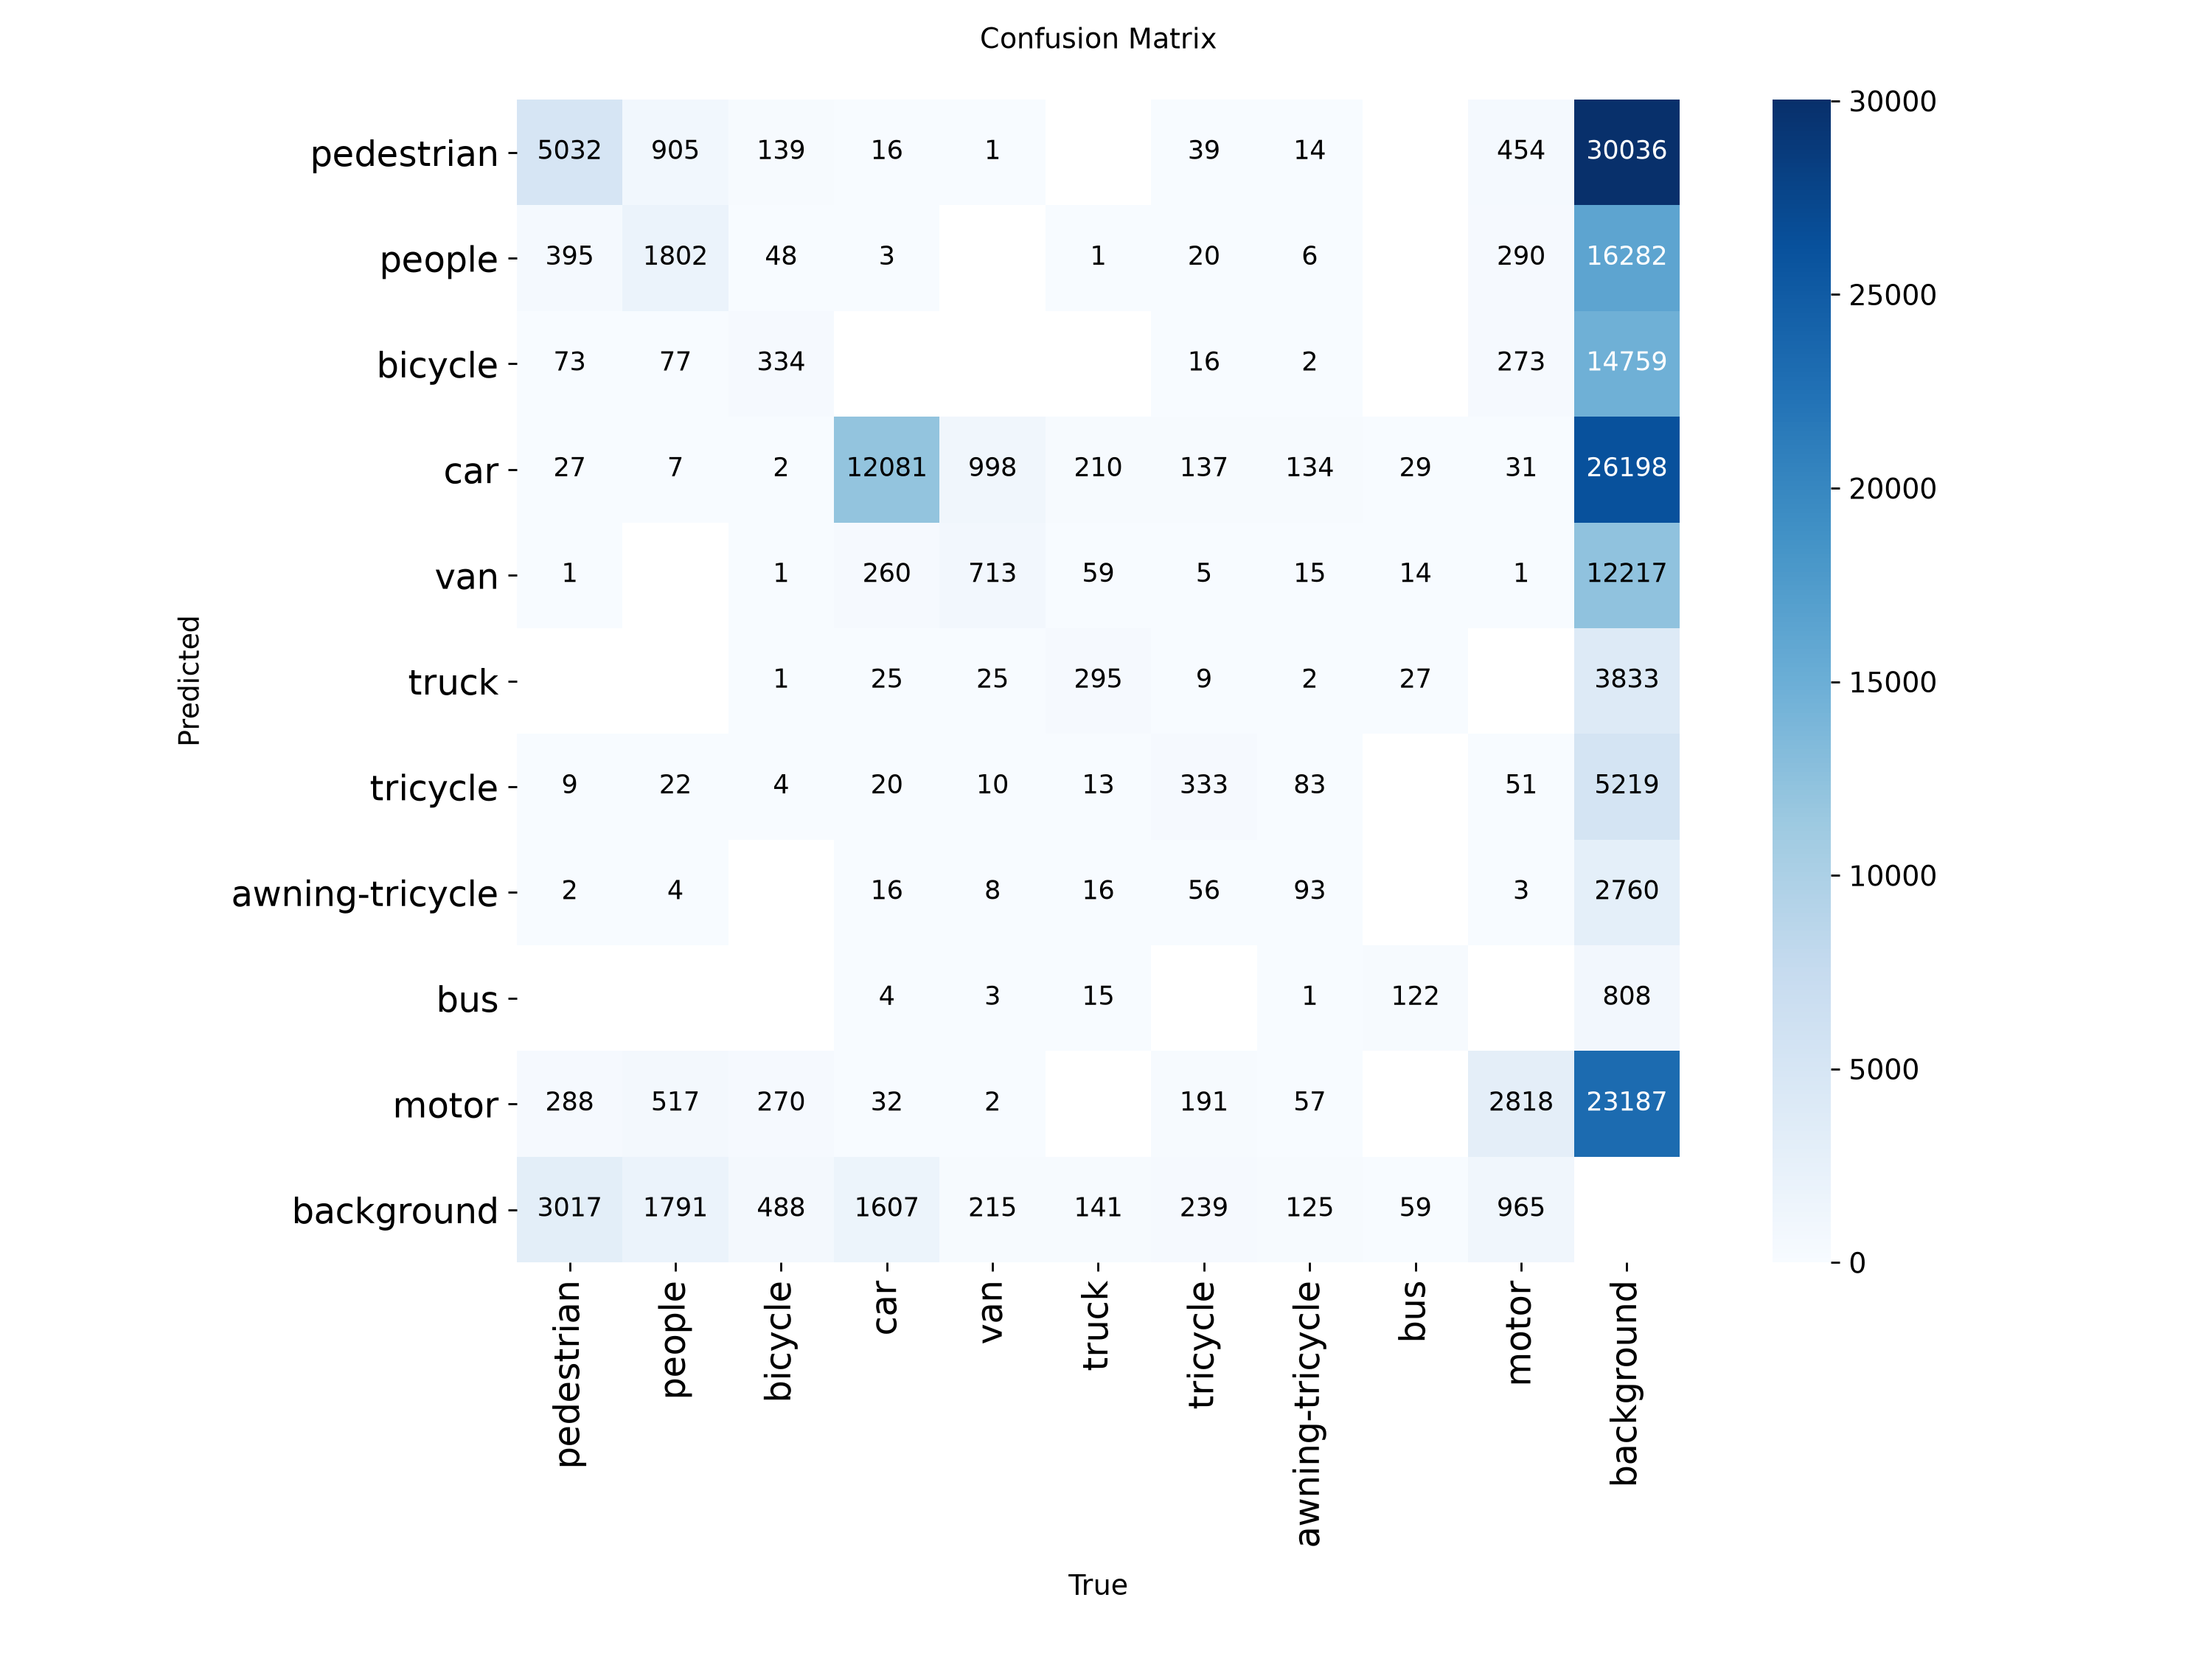 Confusion Matrix
pedestrian 5032 905 139 16 1 39 14 454 30036
people 395 1802 48 3 1 20 6 290 16282
bicycle 73 77 334 16 2 273 14759
car 27 7 2 12081 998 210 137 134 29 31 26198
van 1 1 260 713 59 5 15 14 1 12217
truck 1 25 25 295 9 2 27 3833
tricycle 9 22 4 20 10 13 333 83 51 5219
awning-tricycle 2 4 16 8 16 56 93 3 2760
bus 4 3 15 1 122 808
motor 288 517 270 32 2 191 57 2818 23187
background 3017 1791 488 1607 215 141 239 125 59 965
pedestrian people bicycle car van truck tricycle awning-tricycle bus motor background
Predicted
True
30000
25000
20000
15000
10000
5000
0